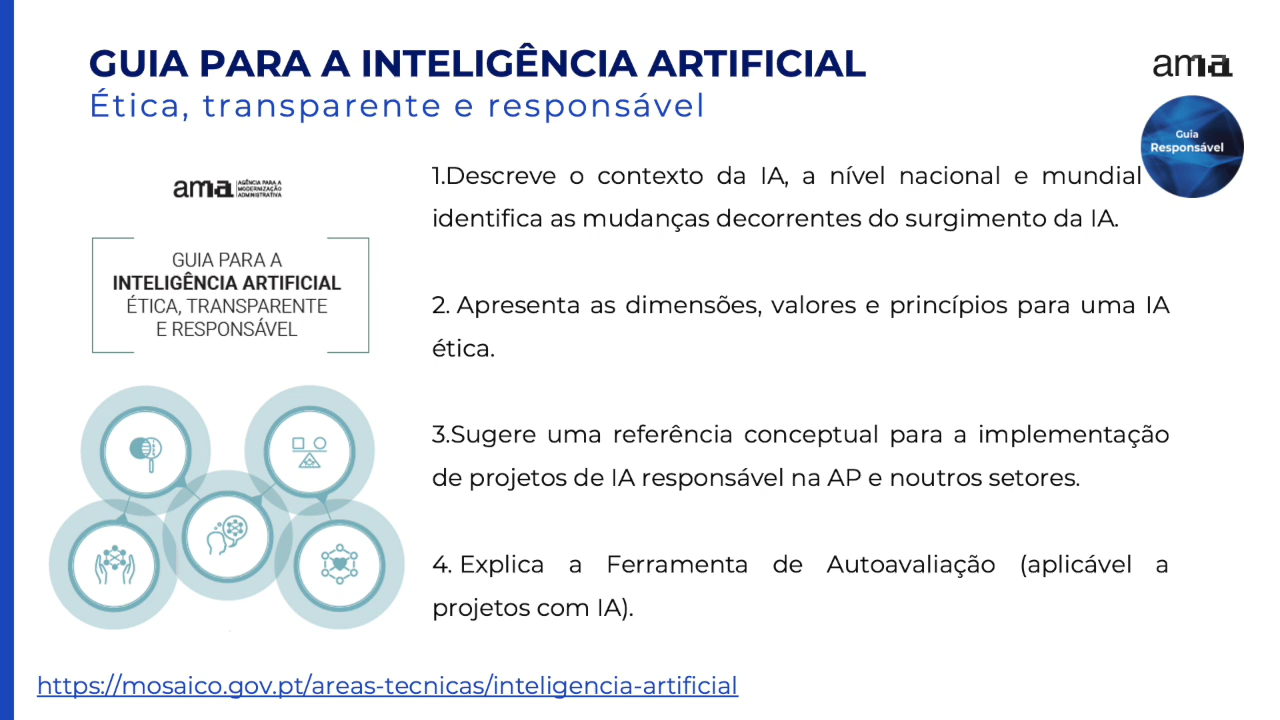 GUIA PARA A INTELIGÊNCIA ARTIFICIAL
Ética, transparente e responsável
ama
Guia
Responsável
ama AGÊNCIA PARA A
MODERNIZAÇÃO
ADMINISTRATIVA
GUIA PARA A
INTELIGÊNCIA ARTIFICIAL
ÉTICA, TRANSPARENTE
E RESPONSÁVEL
1.Descreve o contexto da IA, a nível nacional e mundial
identifica as mudanças decorrentes do surgimento da IA.
2. Apresenta as dimensões, valores e princípios para uma IA
ética.
3.Sugere uma referência conceptual para a implementação
de projetos de IA responsável na AP e noutros setores.
4. Explica a Ferramenta de Autoavaliação (aplicável a
projetos com IA).
https://mosaico.gov.pt/areas-tecnicas/inteligencia-artificial